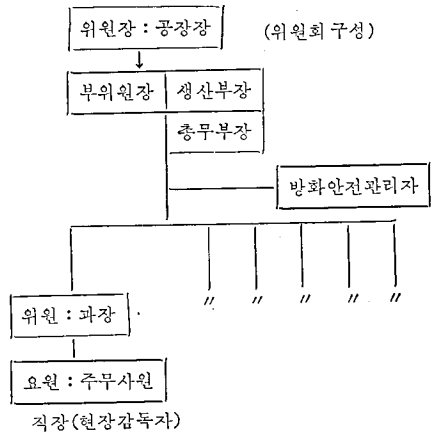 위원장 : 공장장
(위원회 구성)
부위원장
생산부장
총무부장
방화안전관리자
〃 〃 〃 〃 〃
위원 : 과장
요원 : 주무사원
직장(현장감독자)